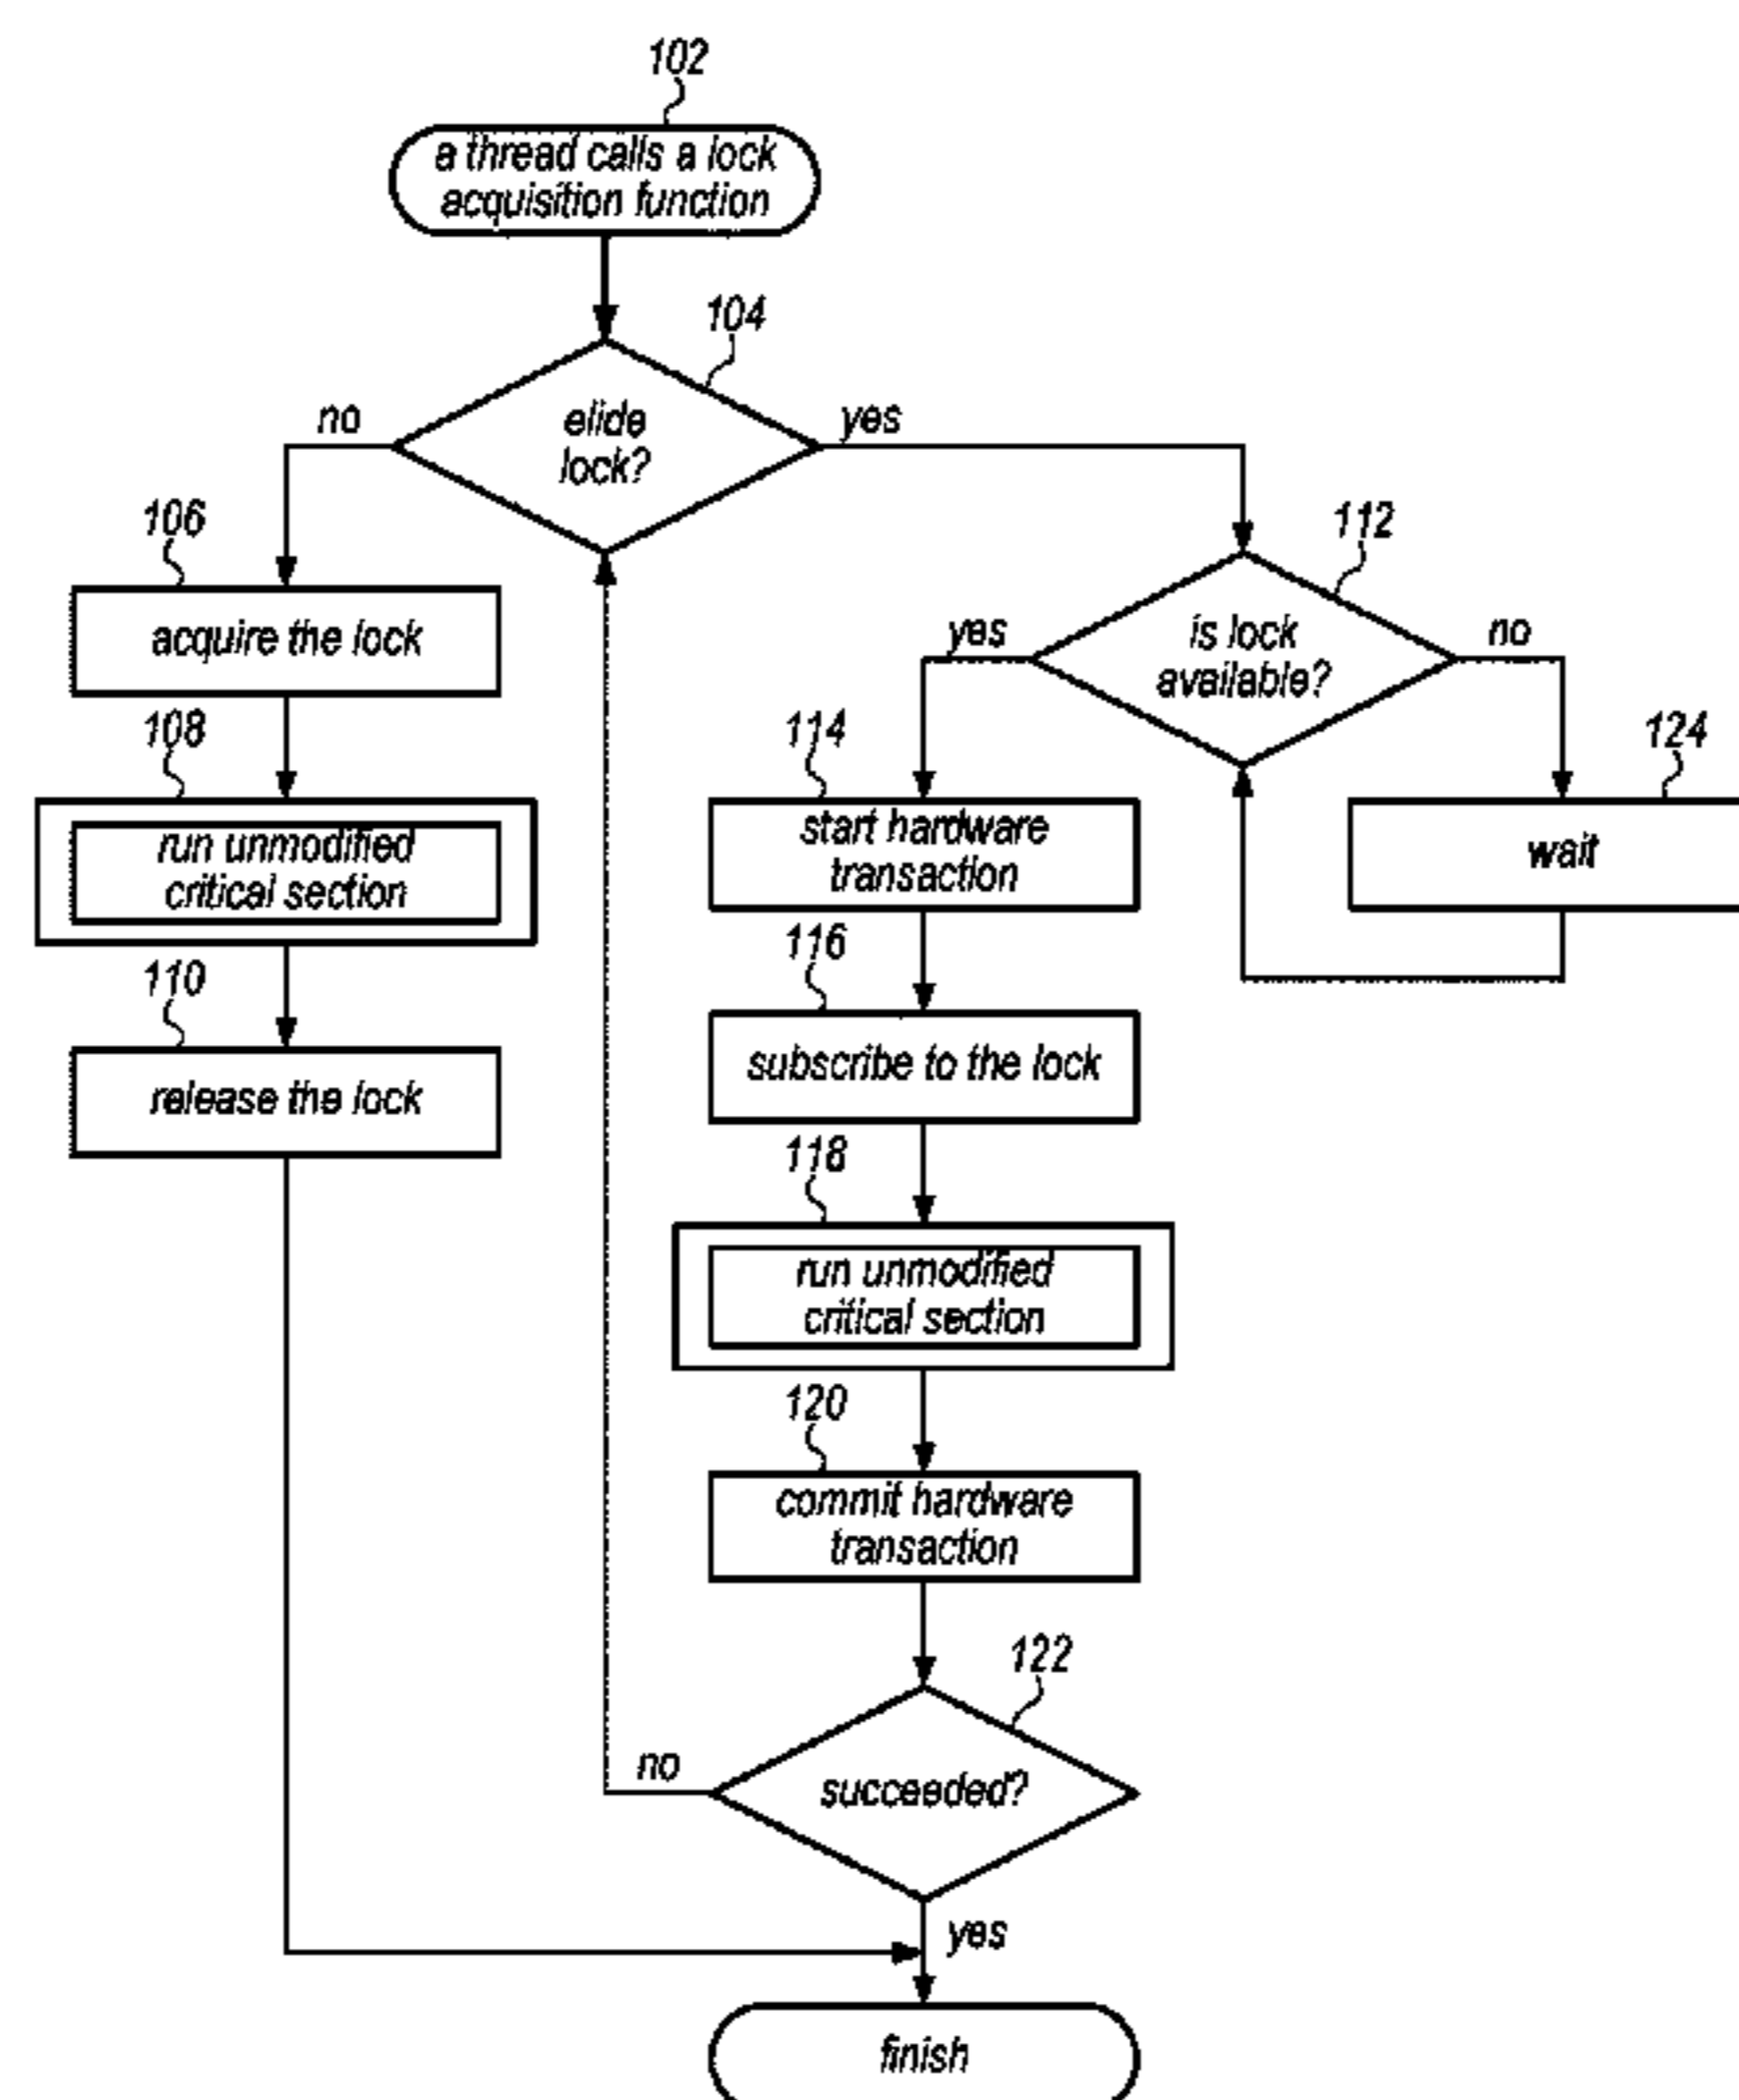 102
a thread calls a lock
acquisition function
104
elide
lock?
no
yes
106
acquire the lock
108
run unmodified
critical section
110
release the lock
112
is lock
available?
yes
no
114
start hardware
transaction
124
wait
116
subscribe to the lock
118
run unmodified
critical section
120
commit hardware
transaction
122
succeeded?
no
yes
finish